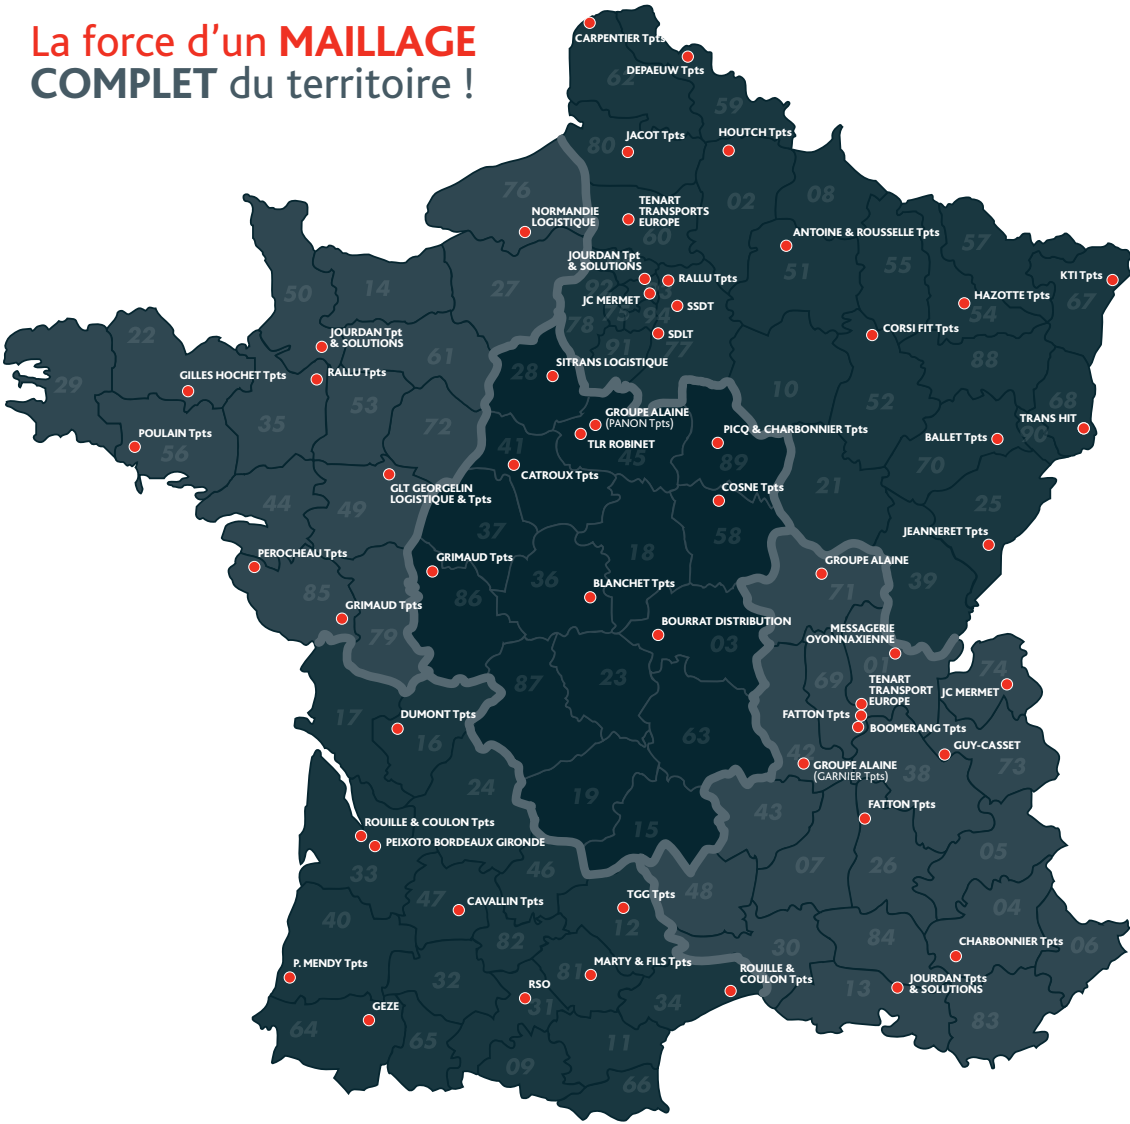 La force d’un MAILLAGE
COMPLET du territoire !
CARPENTIER Tpts
DEPAEUW Tpts
62
59
JACOT Tpts
HOUTCH Tpts
80
76
02
08
NORMANDIE
LOGISTIQUE
TENART
TRANSPORTS
EUROPE
60
ANTOINE & ROUSSELLE Tpts
57
JOURDAN Tpt
& SOLUTIONS
RALLU Tpts
51
55
KTI Tpts
50
14
27
92
JC MERMET
SSDT
HAZOTTE Tpts
67
75
94
54
78
JOURDAN Tpt
& SOLUTIONS
SDLT
CORSI FIT Tpts
22
61
91
77
88
SITRANS LOGISTIQUE
28
GILLES HOCHET Tpts
RALLU Tpts
29
10
52
68
53
GROUPE ALAINE
(PANON Tpts)
TRANS HIT
35
72
POULAIN Tpts
TLR ROBINET
PICQ & CHARBONNIER Tpts
BALLET Tpts
90
56
41
45
89
70
CATROUX Tpts
GLT GEORGELIN
LOGISTIQUE & Tpts
COSNE Tpts
21
44
49
25
37
58
JEANNERET Tpts
PEROCHEAU Tpts
GRIMAUD Tpts
18
GROUPE ALAINE
36
BLANCHET Tpts
39
85
86
71
GRIMAUD Tpts
BOURRAT DISTRIBUTION
MESSAGERIE
OYONNAXIENNE
79
03
01
74
87
23
69
TENART
TRANSPORT
EUROPE
JC MERMET
17
DUMONT Tpts
FATTON Tpts
BOOMERANG Tpts
16
63
GUY-CASSET
42
GROUPE ALAINE
(GARNIER Tpts)
38
73
24
19
FATTON Tpts
43
ROUILLE & COULON Tpts
15
PEIXOTO BORDEAUX GIRONDE
05
33
46
07
26
47
CAVALLIN Tpts
TGG Tpts
48
04
40
12
82
30
84
CHARBONNIER Tpts
06
P. MENDY Tpts
81
MARTY & FILS Tpts
32
RSO
ROUILLE &
COULON Tpts
13
JOURDAN Tpts
& SOLUTIONS
GEZE
31
34
64
65
11
83
09
66